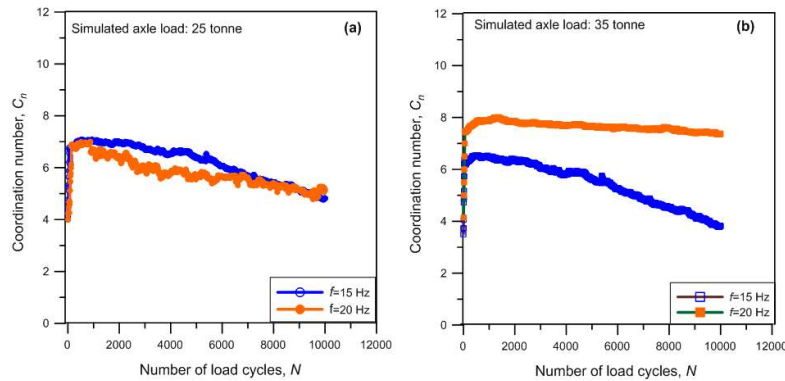 Simulated axle load: 25 tonne
(a)
Coordination number, Cn
12
10
8
6
4
2
0
0 2000 4000 6000 8000 10000 12000
Number of load cycles, N
f=15 Hz
f=20 Hz
Simulated axle load: 35 tonne
(b)
Coordination number, Cn
12
10
8
6
4
2
0
0 2000 4000 6000 8000 10000 12000
Number of load cycles, N
f=15 Hz
f=20 Hz